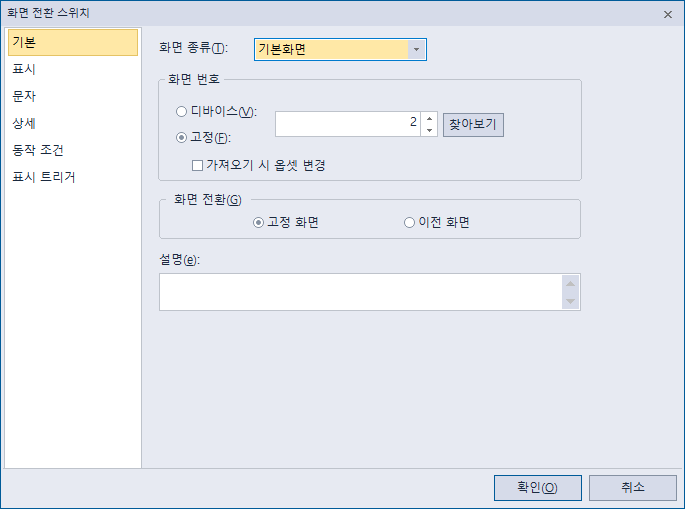 화면 전환 스위치
기본
표시
문자
상세
동작 조건
표시 트리거
화면 종류(T): 기본화면
화면 번호
디바이스(V):
2 찾아보기
고정(F):
가져오기 시 옵셋 변경
화면 전환(G)
고정 화면 이전 화면
설명(e):
확인(O) 취소